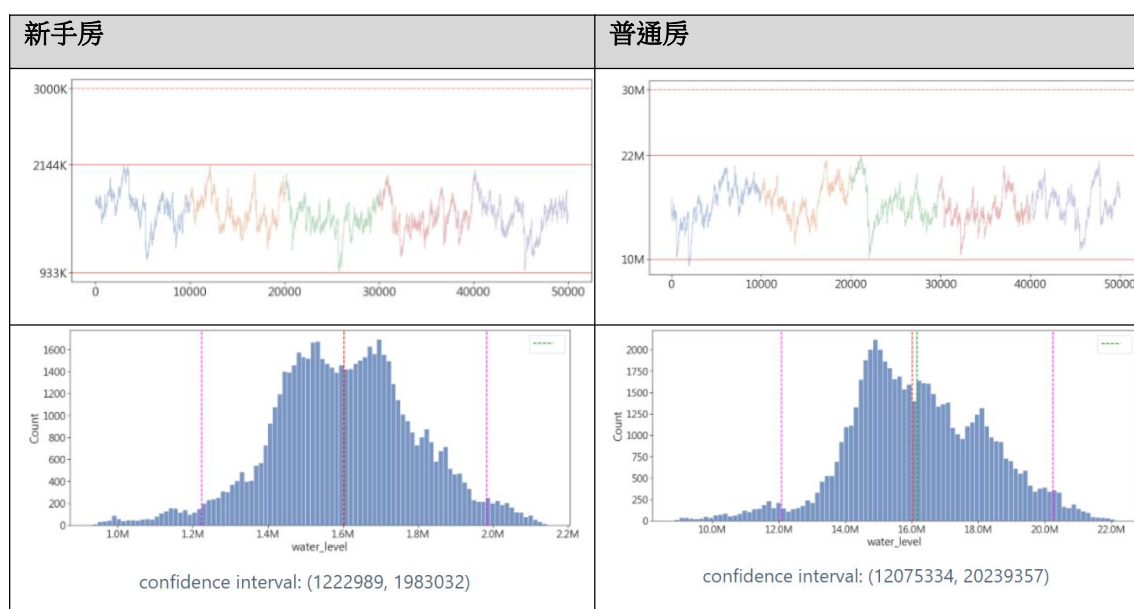 新手房
普通房
3000K
2144K
933K
0 10000 20000 30000 40000 50000
30M
22M
10M
0 10000 20000 30000 40000 50000
1600
1400
1200
1000
800
600
400
200
0
Count
1.0M 1.2M 1.4M 1.6M 1.8M 2.0M 2.2M
water_level
confidence interval: (1222989, 1983032)
2000
1750
1500
1250
1000
750
500
250
0
Count
10.0M 12.0M 14.0M 16.0M 18.0M 20.0M 22.0M
water_level
confidence interval: (12075334, 20239357)